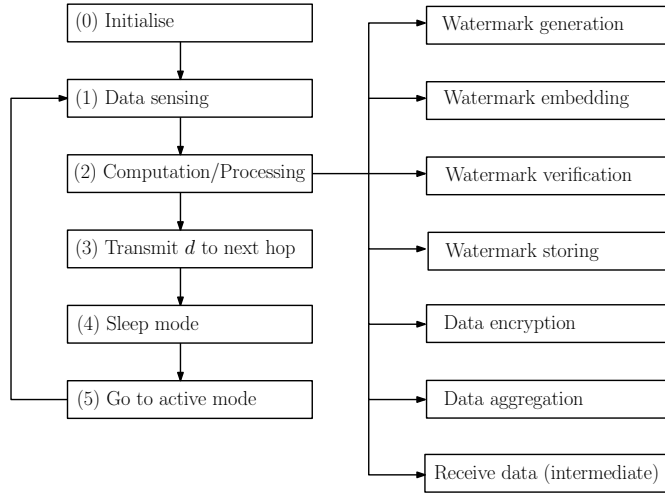 (0) Initialise
(1) Data sensing
(2) Computation/Processing
(3) Transmit d to next hop
(4) Sleep mode
(5) Go to active mode
Watermark generation
Watermark embedding
Watermark verification
Watermark storing
Data encryption
Data aggregation
Receive data (intermediate)